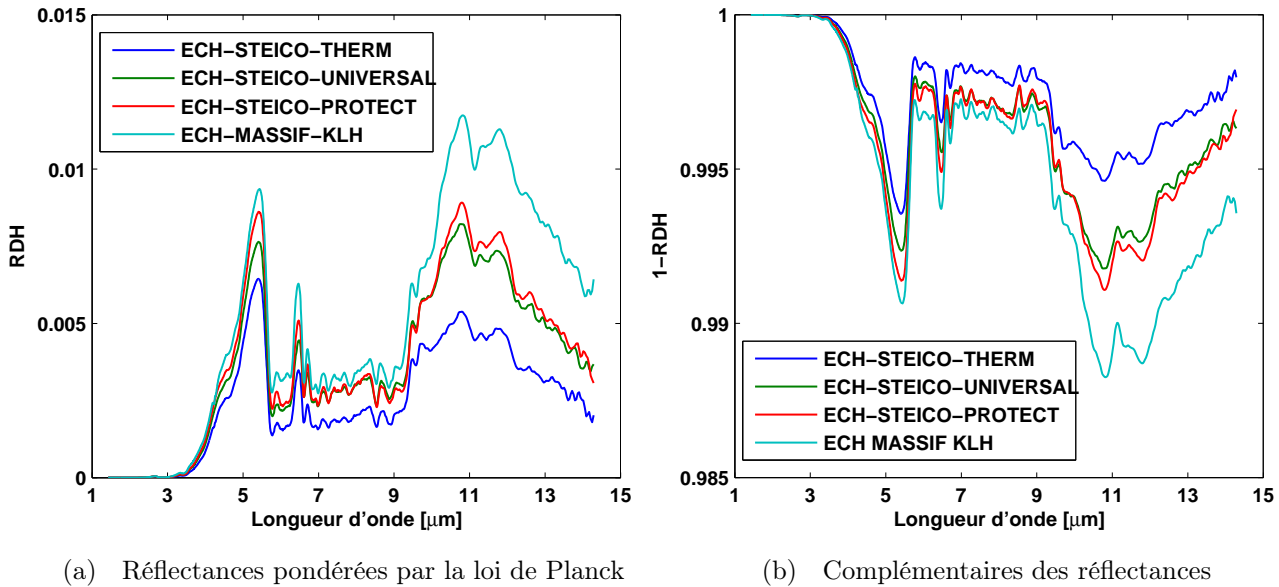 0.015
0.01
0.005
0
1
3
5
7
9
11
13
15
RDH
Longueur d'onde [μm]
ECH−STEICO−THERM
ECH−STEICO−UNIVERSAL
ECH−STEICO−PROTECT
ECH−MASSIF−KLH
(a) Réflectances pondérées par la loi de Planck
1
0.995
0.99
0.985
1
3
5
7
9
11
13
15
1−RDH
Longueur d'onde [μm]
ECH−STEICO−THERM
ECH−STEICO−UNIVERSAL
ECH−STEICO−PROTECT
ECH MASSIF KLH
(b) Complémentaires des réflectances